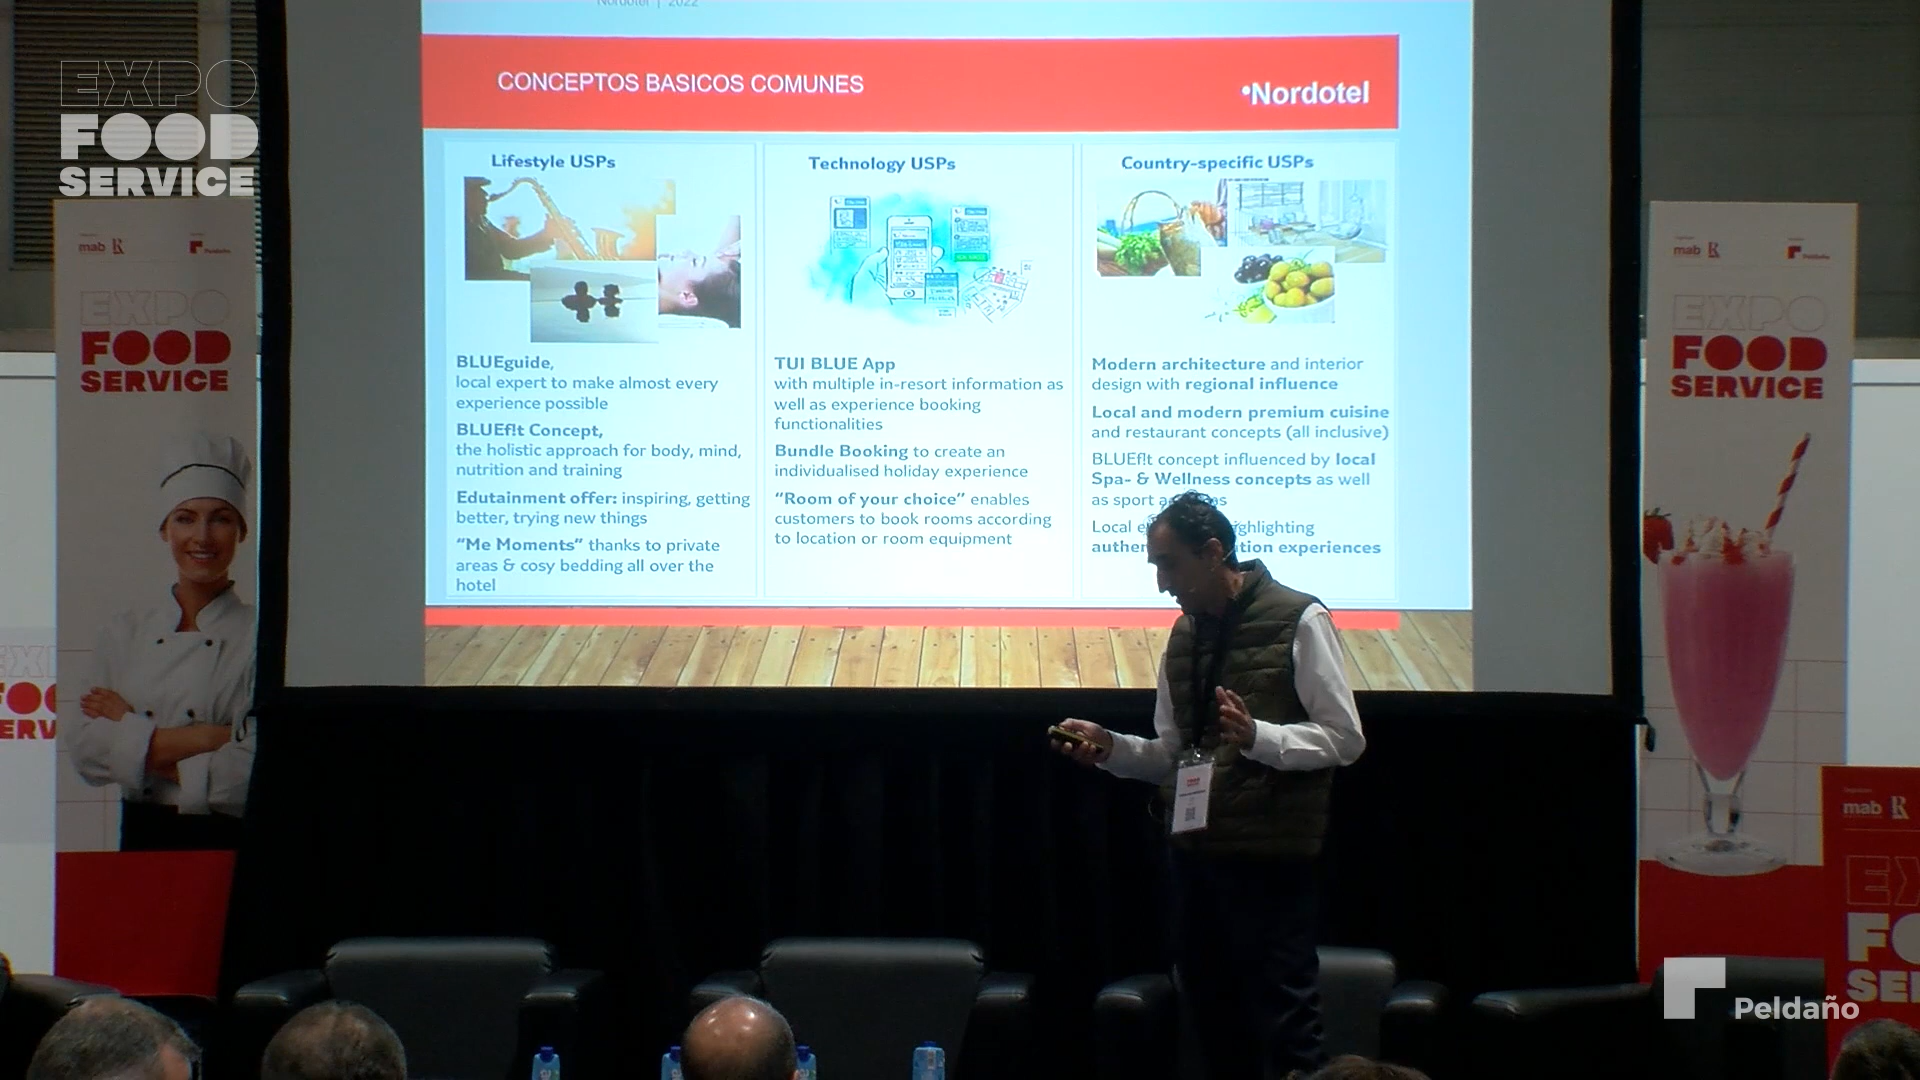 Nordotel | 2022
EXPO
FOOD
SERVICE
CONCEPTOS BASICOS COMUNES
•Nordotel
Lifestyle USPs
BLUEguide,
local expert to make almost every
experience possible
BLUEf!t Concept,
the holistic approach for body, mind,
nutrition and training
Edutainment offer: inspiring, getting
better, trying new things
“Me Moments” thanks to private
areas & cosy bedding all over the
hotel
Technology USPs
TUI BLUE App
with multiple in-resort information as
well as experience booking
functionalities
Bundle Booking to create an
individualised holiday experience
“Room of your choice” enables
customers to book rooms according
to location or room equipment
Country-specific USPs
Modern architecture and interior
design with regional influence
Local and modern premium cuisine
and restaurant concepts (all inclusive)
BLUEf!t concept influenced by local
Spa- & Wellness concepts as well
as sport
Local
experiences
mab
Peldaño
EXPO
FOOD
SERVICE
mab
Peldaño
EXPO
FOOD
SERVICE
mab
Peldaño